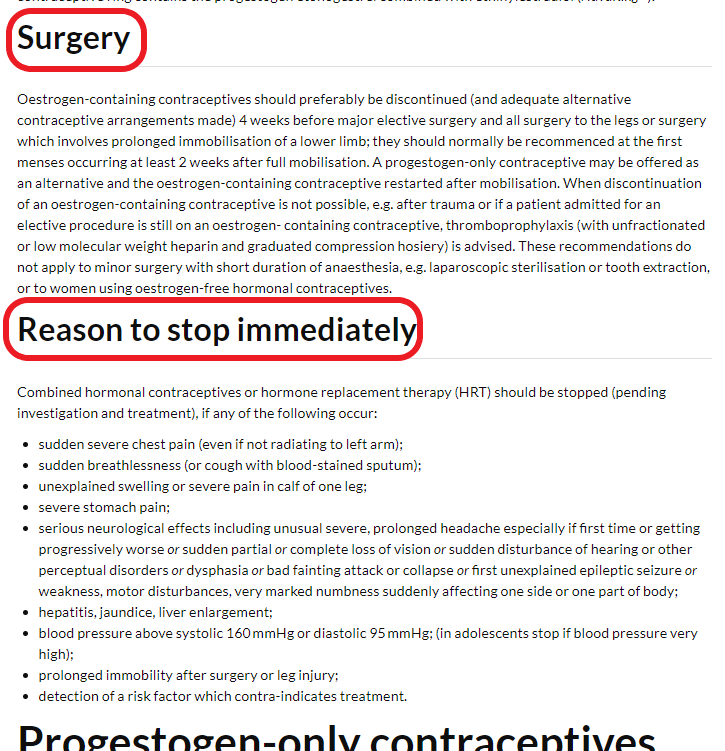 Surgery
Oestrogen-containing contraceptives should preferably be discontinued (and adequate alternative
contraceptive arrangements made) 4 weeks before major elective surgery and all surgery to the legs or surgery
which involves prolonged immobilisation of a lower limb; they should normally be recommenced at the first
menses occurring at least 2 weeks after full mobilisation. A progestogen-only contraceptive may be offered as
an alternative and the oestrogen-containing contraceptive restarted after mobilisation. When discontinuation
of an oestrogen-containing contraceptive is not possible, e.g. after trauma or if a patient admitted for an
elective procedure is still on an oestrogen- containing contraceptive, thromboprophylaxis (with unfractionated
or low molecular weight heparin and graduated compression hosiery) is advised. These recommendations do
not apply to minor surgery with short duration of anaesthesia, e.g. laparoscopic sterilisation or tooth extraction,
or to women using oestrogen-free hormonal contraceptives.
Reason to stop immediately
Combined hormonal contraceptives or hormone replacement therapy (HRT) should be stopped (pending
investigation and treatment), if any of the following occur:
• sudden severe chest pain (even if not radiating to left arm);
• sudden breathlessness (or cough with blood-stained sputum);
• unexplained swelling or severe pain in calf of one leg;
• severe stomach pain;
• serious neurological effects including unusual severe, prolonged headache especially if first time or getting
progressively worse or sudden partial or complete loss of vision or sudden disturbance of hearing or other
perceptual disorders or dysphasia or bad fainting attack or collapse or first unexplained epileptic seizure or
weakness, motor disturbances, very marked numbness suddenly affecting one side or one part of body;
• hepatitis, jaundice, liver enlargement;
• blood pressure above systolic 160 mmHg or diastolic 95 mmHg; (in adolescents stop if blood pressure very
high);
• prolonged immobility after surgery or leg injury;
• detection of a risk factor which contra-indicates treatment.
Progestogen-only contraceptives